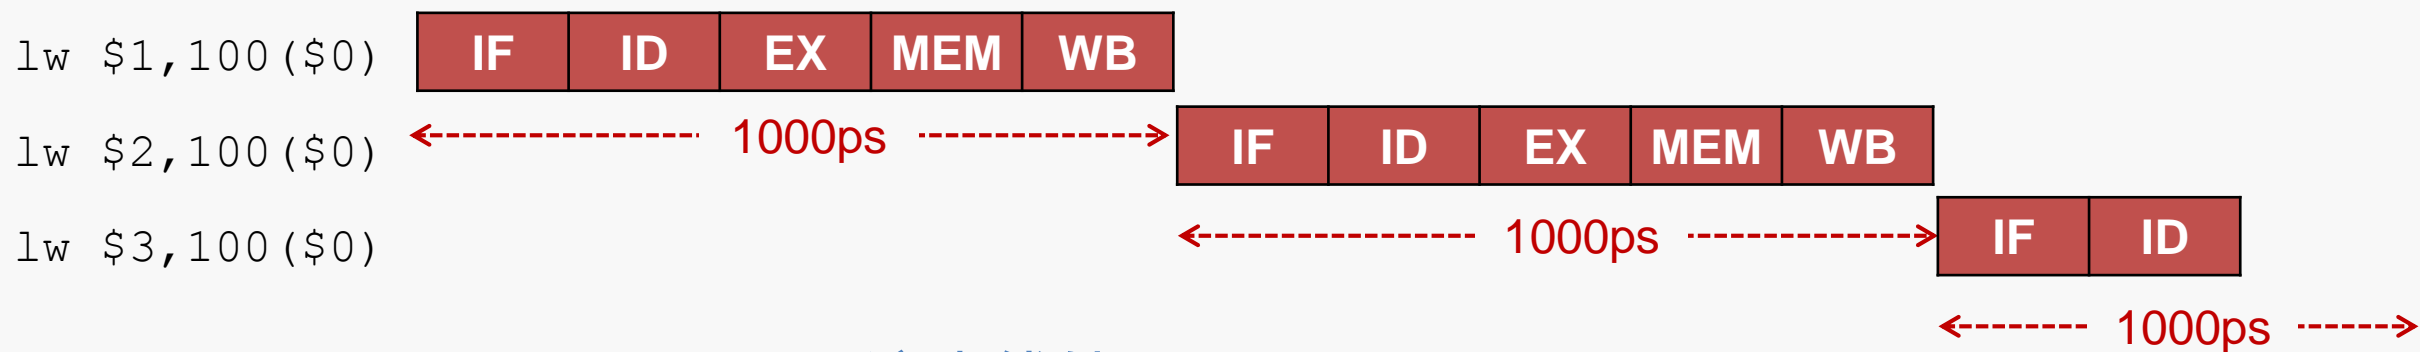 lw $1,100($0) IF ID EX MEM WB
1000ps
lw $2,100($0) IF ID EX MEM WB
1000ps
lw $3,100($0) IF ID
1000ps